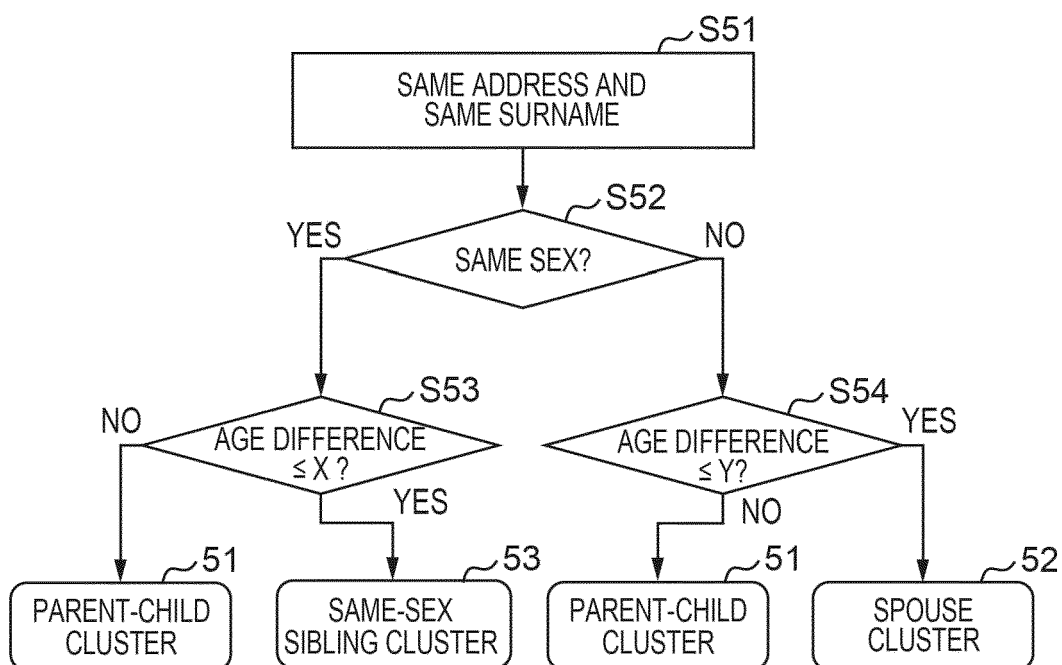 S51
SAME ADDRESS AND
SAME SURNAME
S52
YES
NO
SAME SEX?
S53
S54
NO
YES
AGE DIFFERENCE
≤ X ?
AGE DIFFERENCE
≤ Y?
YES
NO
51
53
51
52
PARENT-CHILD
CLUSTER
SAME-SEX
SIBLING CLUSTER
PARENT-CHILD
CLUSTER
SPOUSE
CLUSTER